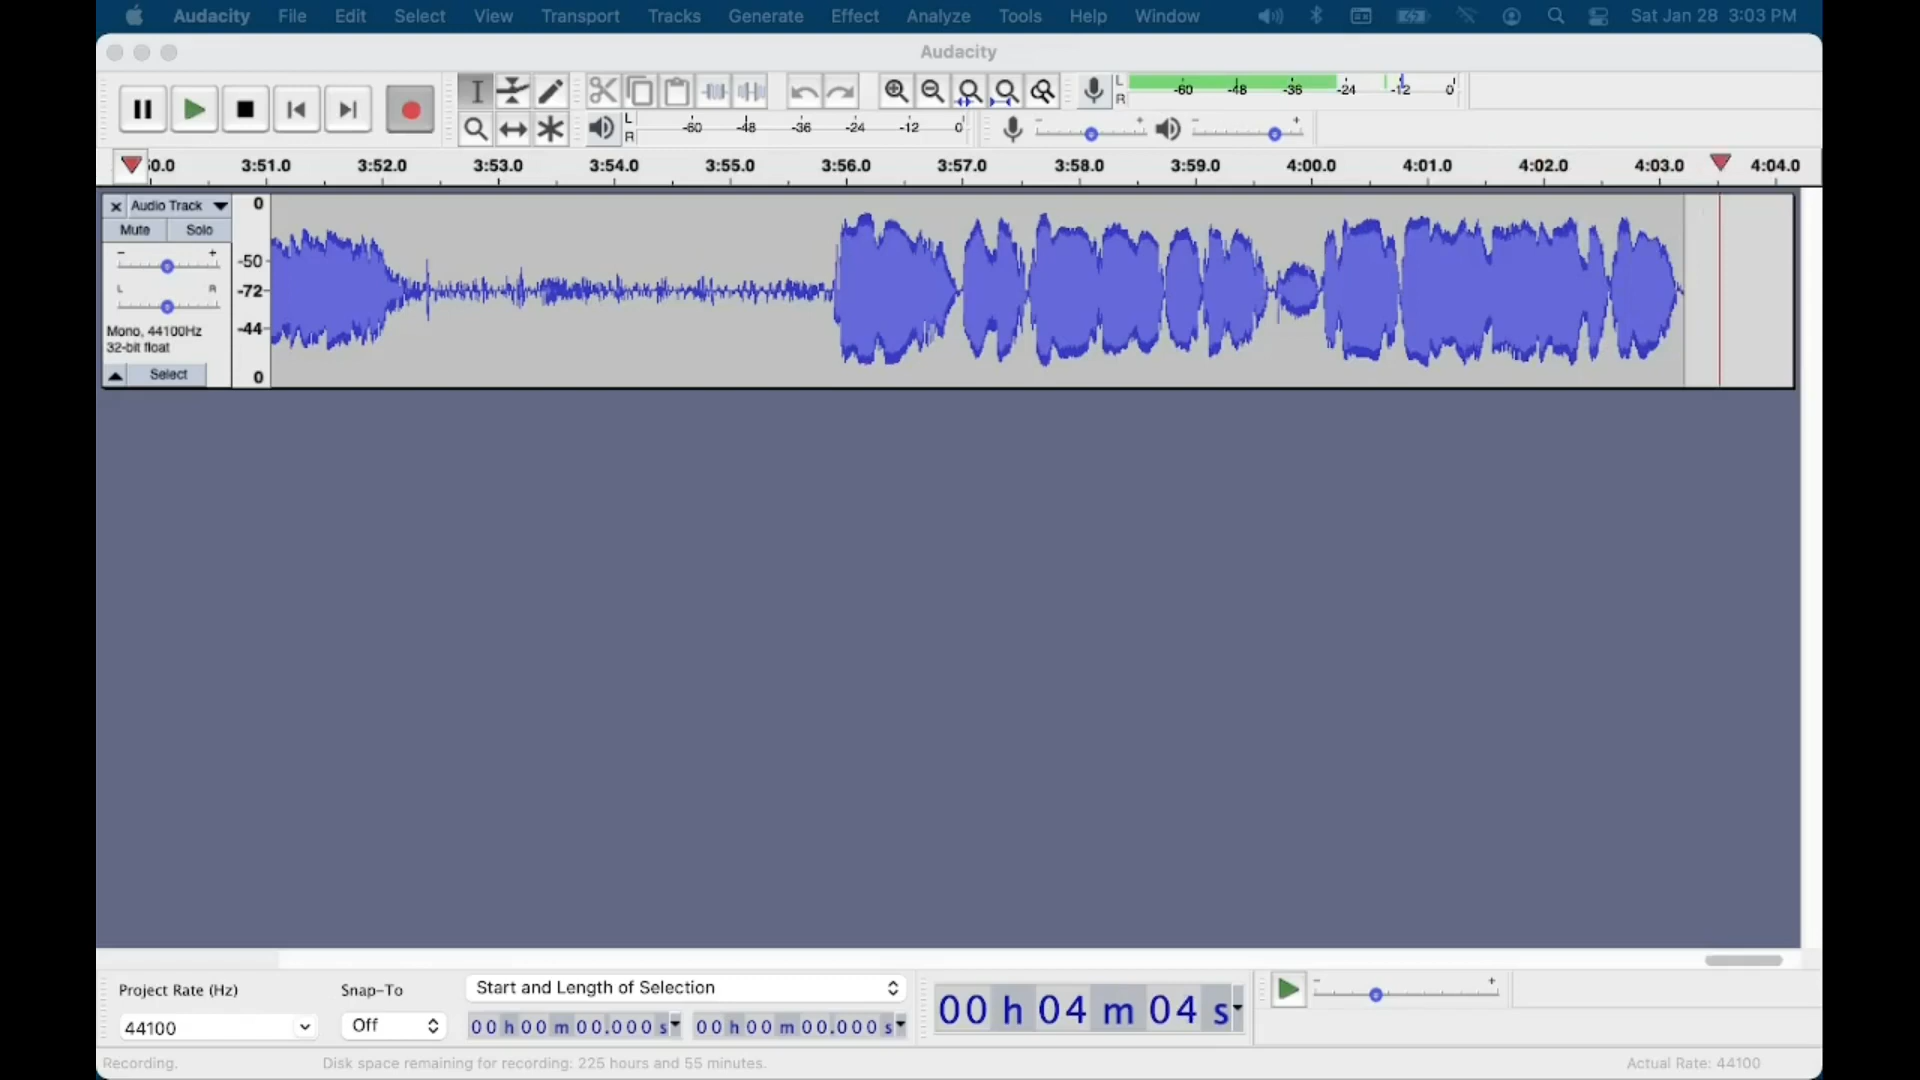 Audacity File Edit Select View Transport Tracks Generate Effect Analyze Tools Help Window Sat Jan 28 3:03 PM
Audacity
L
R
-60 -48 -36 -24 -12 0
L
R
-60 -48 -36 -24 -12 0
- + - +
3:51.0 3:52.0 3:53.0 3:54.0 3:55.0 3:56.0 3:57.0 3:58.0 3:59.0 4:00.0 4:01.0 4:02.0 4:03.0 4:04.0
Audio Track
Mute Solo
- +
L R
Mono, 44100Hz
32-bit float
Select
0
-50
-72
-44
0
Project Rate (Hz) Snap-To Start and Length of Selection
44100 Off 00 h 00 m 00.000 s 00 h 00 m 00.000 s
00 h 04 m 04 s
- +
Recording. Disk space remaining for recording: 225 hours and 55 minutes. Actual Rate: 44100